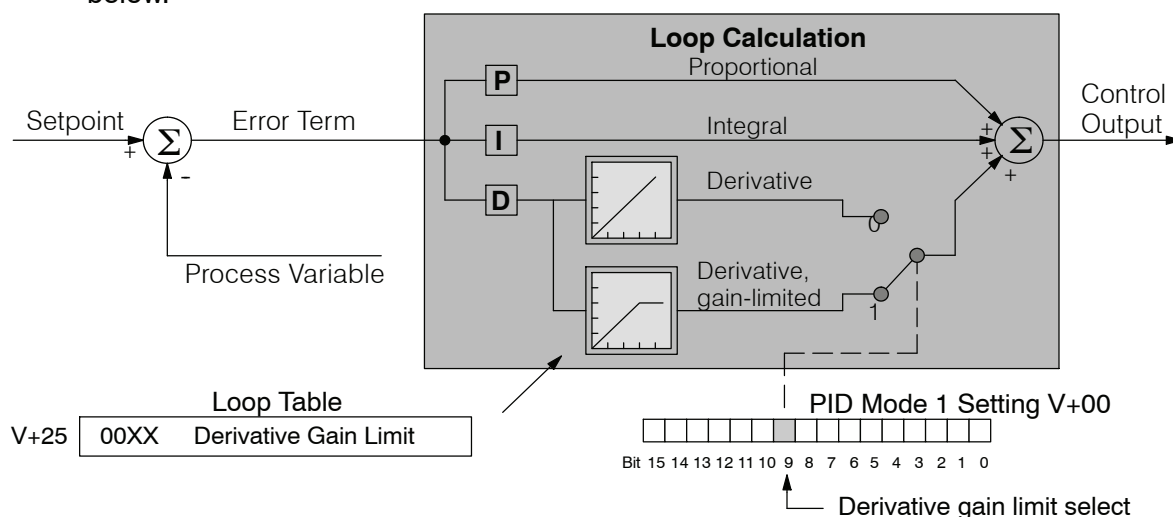 below.
Loop Calculation
Proportional
P
Setpoint
Error Term
Control
Output
Σ
+
-
I
Integral
+
+
Σ
+
D
Derivative
0
Process Variable
Derivative,
gain-limited
1
Loop Table
PID Mode 1 Setting V+00
V+25 00XX Derivative Gain Limit
Bit 15 14 13 12 11 10 9 8 7 6 5 4 3 2 1 0
Derivative gain limit select